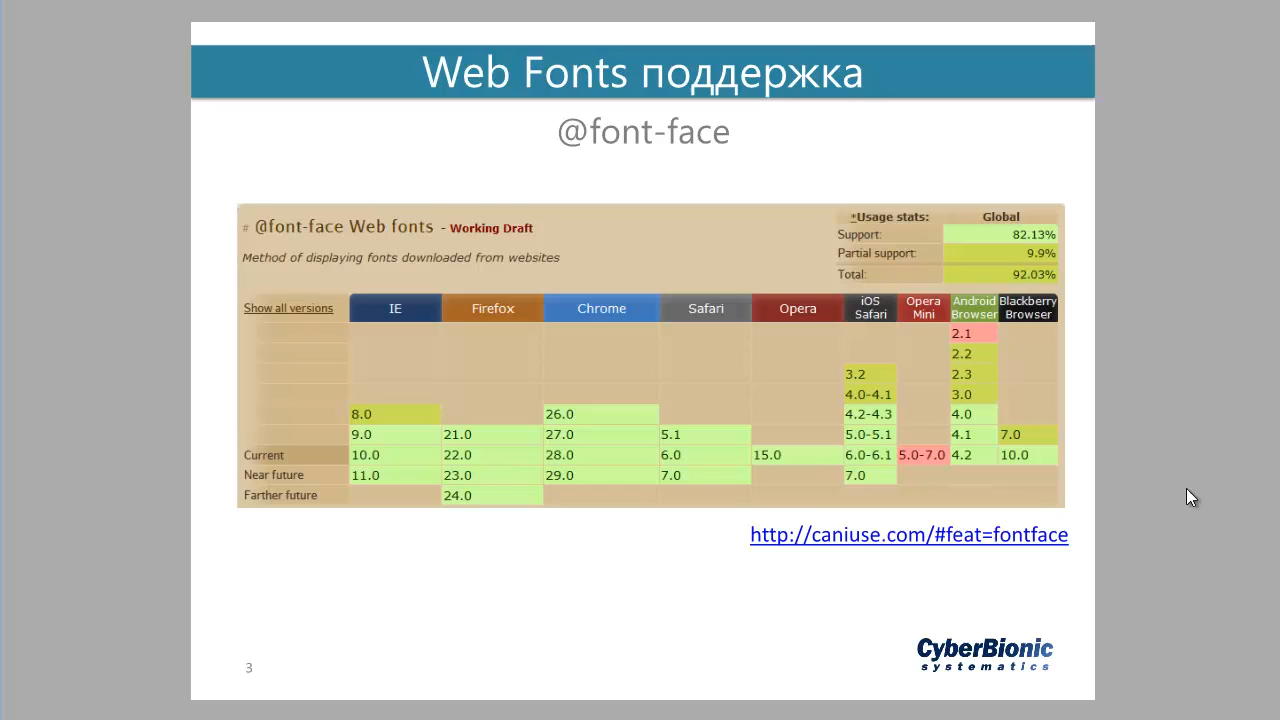 Web Fonts поддержка
@font-face
# @font-face Web fonts - Working Draft
*Usage stats: Global
Method of displaying fonts downloaded from websites
Support: 82.13%
Partial support: 9.9%
Total: 92.03%
Show all versions IE Firefox Chrome Safari Opera iOS Safari Opera Mini Android Browser Blackberry Browser
2.1
2.2
3.2 2.3
4.0-4.1 3.0
8.0 26.0 4.2-4.3 4.0
9.0 21.0 27.0 5.1 5.0-5.1 4.1 7.0
Current 10.0 22.0 28.0 6.0 15.0 6.0-6.1 5.0-7.0 4.2 10.0
Near future 11.0 23.0 29.0 7.0 7.0
Farther future 24.0
http://caniuse.com/#feat=fontface
3
CyberBionic
systematics